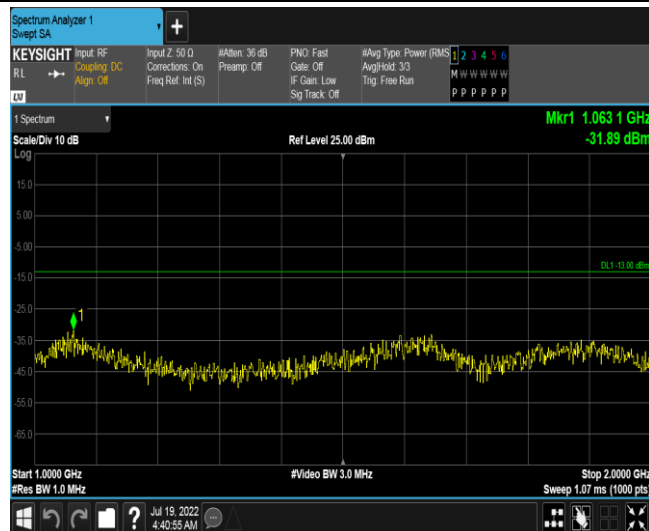 Spectrum Analyzer 1
Swept SA
+
KEYSIGHT
RL
LXI
Input: RF
Coupling: DC
Align: Off
Input Z: 50 Ω
Corrections: On
Freq Ref: Int (S)
#Atten: 36 dB
Preamp: Off
PNO: Fast
Gate: Off
IF Gain: Low
Sig Track: Off
#Avg Type: Power (RMS
Avg|Hold: 3/3
Trig: Free Run
1 2 3 4 5 6
M W W W W W
P P P P P P
1 Spectrum
Mkr1 1.063 1 GHz
-31.89 dBm
Scale/Div 10 dB
Ref Level 25.00 dBm
Log
15.0
5.00
-5.00
DL1 -13.00 dBm
-15.0
-25.0
1
-35.0
-45.0
-55.0
-65.0
Start 1.0000 GHz
#Video BW 3.0 MHz
Stop 2.0000 GHz
#Res BW 1.0 MHz
Sweep 1.07 ms (1000 pts)
?
Jul 19, 2022
4:40:55 AM